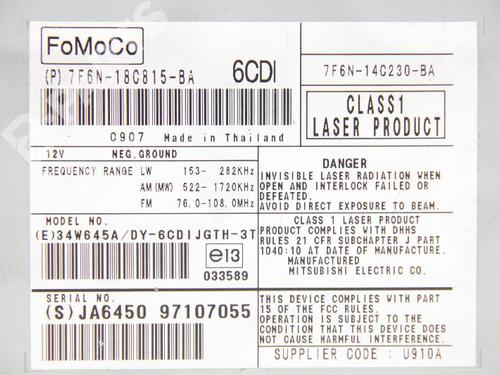 FoMoCo
(P) 7F6N-18C815-BA
6CDI
7F6N-14C230-BA
CLASS1
LASER PRODUCT
0907 Made in Thailand
12V NEG.GROUND
FREQUENCY RANGE LW 153- 282KHz
AM(MW) 522- 1720KHz
FM 76.0-108.0MHz
DANGER
INVISIBLE LASER RADIATION WHEN
OPEN AND INTERLOCK FAILED OR
DEFEATED.
AVOID DIRECT EXPOSURE TO BEAM.
MODEL NO.
(E)34W645A/DY-6CDIJGTH-3T
e13
033589
CLASS 1 LASER PRODUCT
PRODUCT COMPLIES WITH DHHS
RULES 21 CFR SUBCHAPTER J PART
1040:10 AT DATE OF MANUFACTURE.
MANUFACTURED
MITSUBISHI ELECTRIC CO.
SERIAL NO.
(S)JA6450 97107055
THIS DEVICE COMPLIES WITH PART
15 OF THE FCC RULES.
OPERATION IS SUBJECT TO THE
CONDITION THAT THIS DEVICE DOES
NOT CAUSE HARMFUL INTERFERENCE.
SUPPLIER CODE : U910A